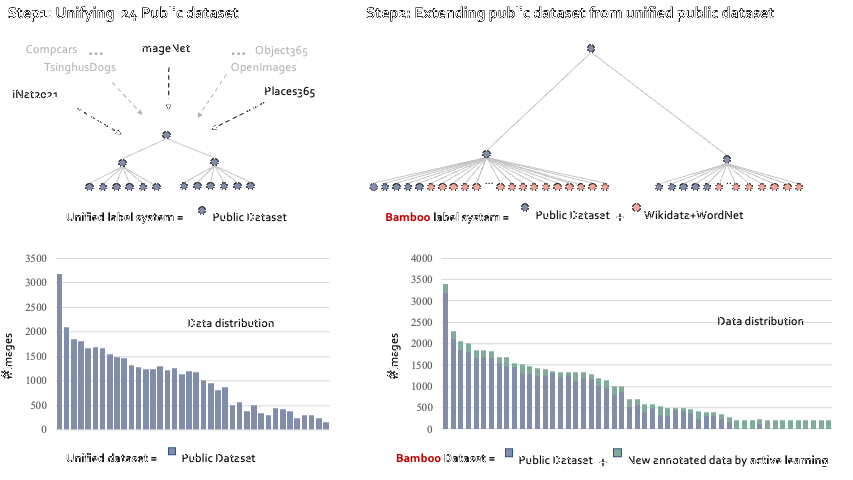 Step1: Unifying 24 Public dataset
Compcars ... ImageNet ... Object365
TsinghusDogs OpenImages
iNat2021 Places365
Unified label system = Public Dataset
3500
3000
2500
2000
1500
1000
500
0
#Images
Data distribution
Unified dataset = Public Dataset
Step2: Extending public dataset from unified public dataset
...
...
Bamboo label system = Public Dataset + Wikidata+WordNet
4000
3500
3000
2500
2000
1500
1000
500
0
#Images
Data distribution
Bamboo Dataset = Public Dataset + New annotated data by active learning